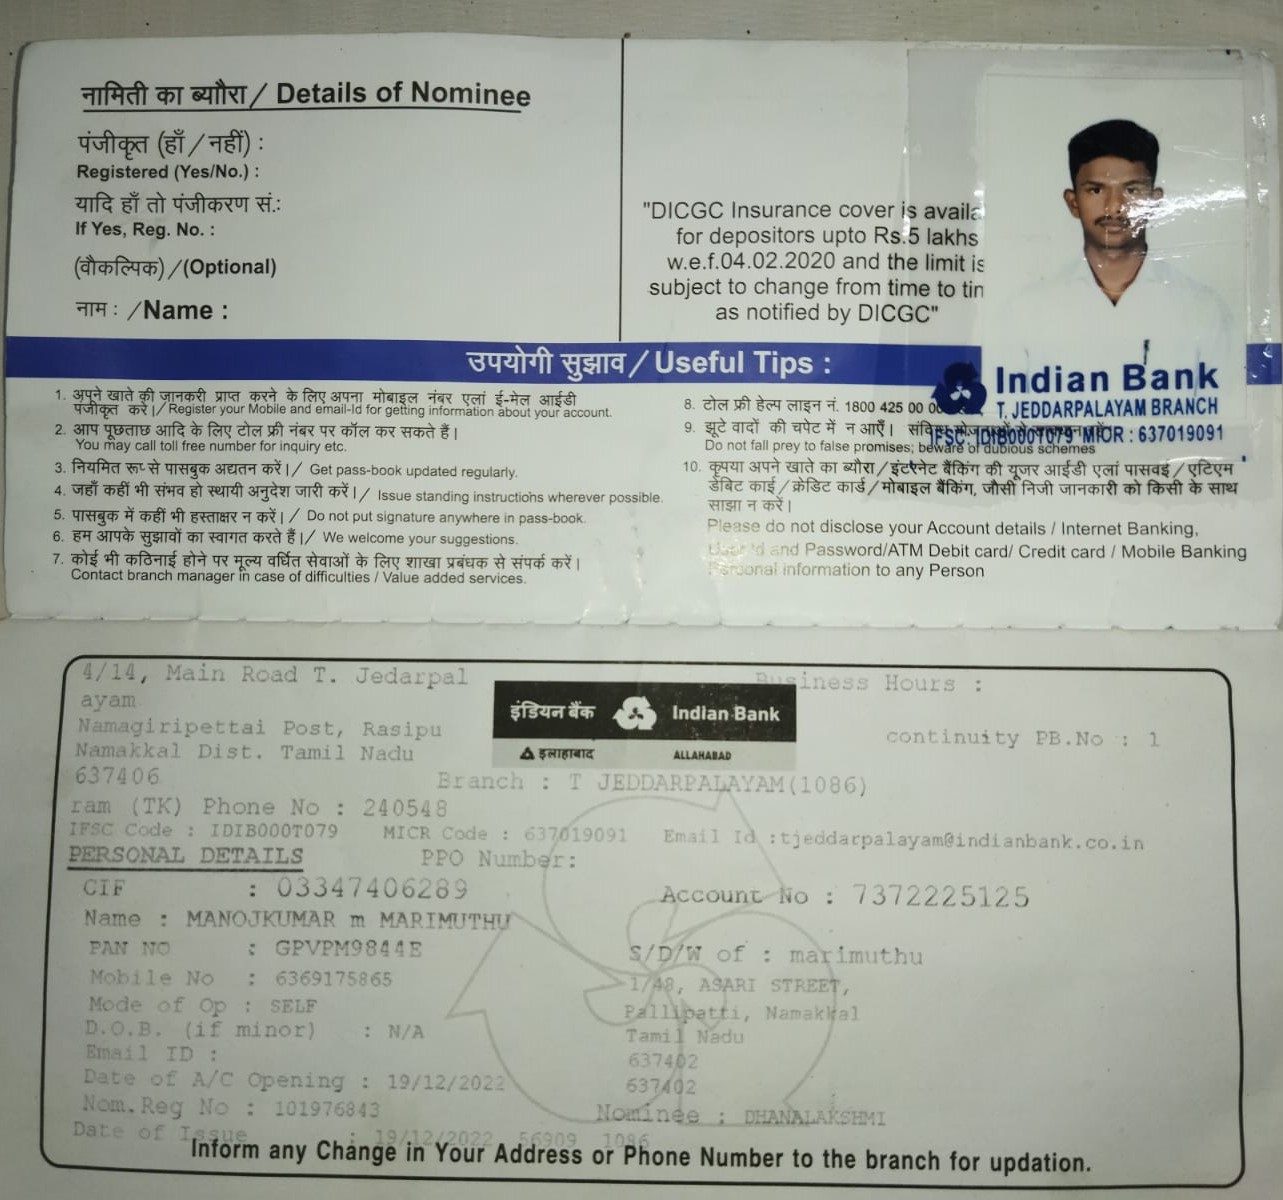 नामिती का ब्यौरा / Details of Nominee
पंजीकृत (हाँ / नहीं) :
Registered (Yes/No.) :
यादि हाँ तो पंजीकरण सं.:
If Yes, Reg. No. :
(वौकल्पिक) / (Optional)
नाम : / Name :
"DICGC Insurance cover is availa
for depositors upto Rs.5 lakhs
w.e.f.04.02.2020 and the limit is
subject to change from time to tin
as notified by DICGC"
उपयोगी सुझाव / Useful Tips :
Indian Bank
T. JEDDARPALAYAM BRANCH
IFSC: IDIB000T079 MICR : 637019091
1. अपूने खाते की जानकरी प्राप्त करने के लिए अपना मोबाइल नंबर एलां ई-मेल आईडी
पंजीकृत करें। / Register your Mobile and email-Id for getting information about your account.
2. आप पूछताछ आदि के लिए टोल फ्री नंबर पर कॉल कर सकते हैं।
You may call toll free number for inquiry etc.
3. नियमित रूप से पासबुक अद्यतन करें। / Get pass-book updated regularly.
4. जहाँ कहीं भी संभव हो स्थायी अनुदेश जारी करें। / Issue standing instructions wherever possible.
5. पासबुक में कहीं भी हस्ताक्षर न करें। / Do not put signature anywhere in pass-book.
6. हम आपके सुझावों का स्वागत करते हैं। / We welcome your suggestions.
7. कोई भी कठिनाई होने पर मूल्य वर्धित सेवाओं के लिए शाखा प्रबंधक से संपर्क करें।
Contact branch manager in case of difficulties / Value added services.
8. टोल फ्री हेल्प लाइन नं. 1800 425 00 00
9. झूटे वादों की चपेट में न आएँ।
Do not fall prey to false promises; beware of dubious schemes
10. कृपया अपने खाते का ब्यौरा / इंटरनेट बैंकिंग की यूजर आईडी एलां पासवर्ड / एटिएम
डेबिट काई / क्रेडिट कार्ड / मोबाइल बैंकिंग, जौसी निजी जानकारी को किसी के साथ
साझा न करें।
Please do not disclose your Account details / Internet Banking,
User Id and Password/ATM Debit card/ Credit card / Mobile Banking
Personal information to any Person
4/14, Main Road T. Jedarpal
ayam
Namagiripettai Post, Rasipu
Namakkal Dist. Tamil Nadu
637406
ram (TK) Phone No : 240548
इंडियन बैंक Indian Bank
इलाहाबाद ALLAHABAD
Business Hours :
continuity PB.No : 1
Branch : T JEDDARPALAYAM(1086)
IFSC Code : IDIB000T079 MICR Code : 637019091 Email Id :tjeddarpalayam@indianbank.co.in
PERSONAL DETAILS PPO Number:
CIF : 03347406289 Account No : 7372225125
Name : MANOJKUMAR m MARIMUTHU
PAN NO : GPVPM9844E S/D/W of : marimuthu
Mobile No : 6369175865 1/48, ASARI STREET,
Mode of Op : SELF Pallipatti, Namakkal
D.O.B. (if minor) : N/A Tamil Nadu
Email ID : 637402
Date of A/C Opening : 19/12/2022 637402
Nom.Reg No : 101976843 Nominee : DHANALAKSHMI
Date of Issue : 19/12/2022 56909 1086
Inform any Change in Your Address or Phone Number to the branch for updation.